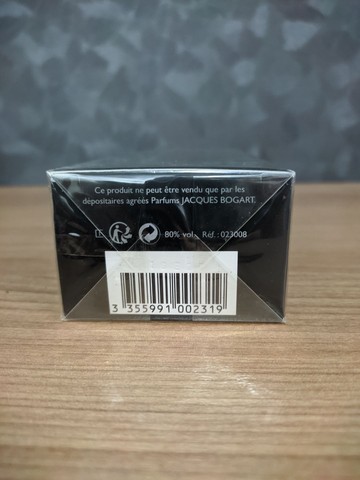 Ce produit ne peut être vendu que par les
dépositaires agréés Parfums JACQUES BOGART.
80% vol. Réf.: 023008
3 355991 002319